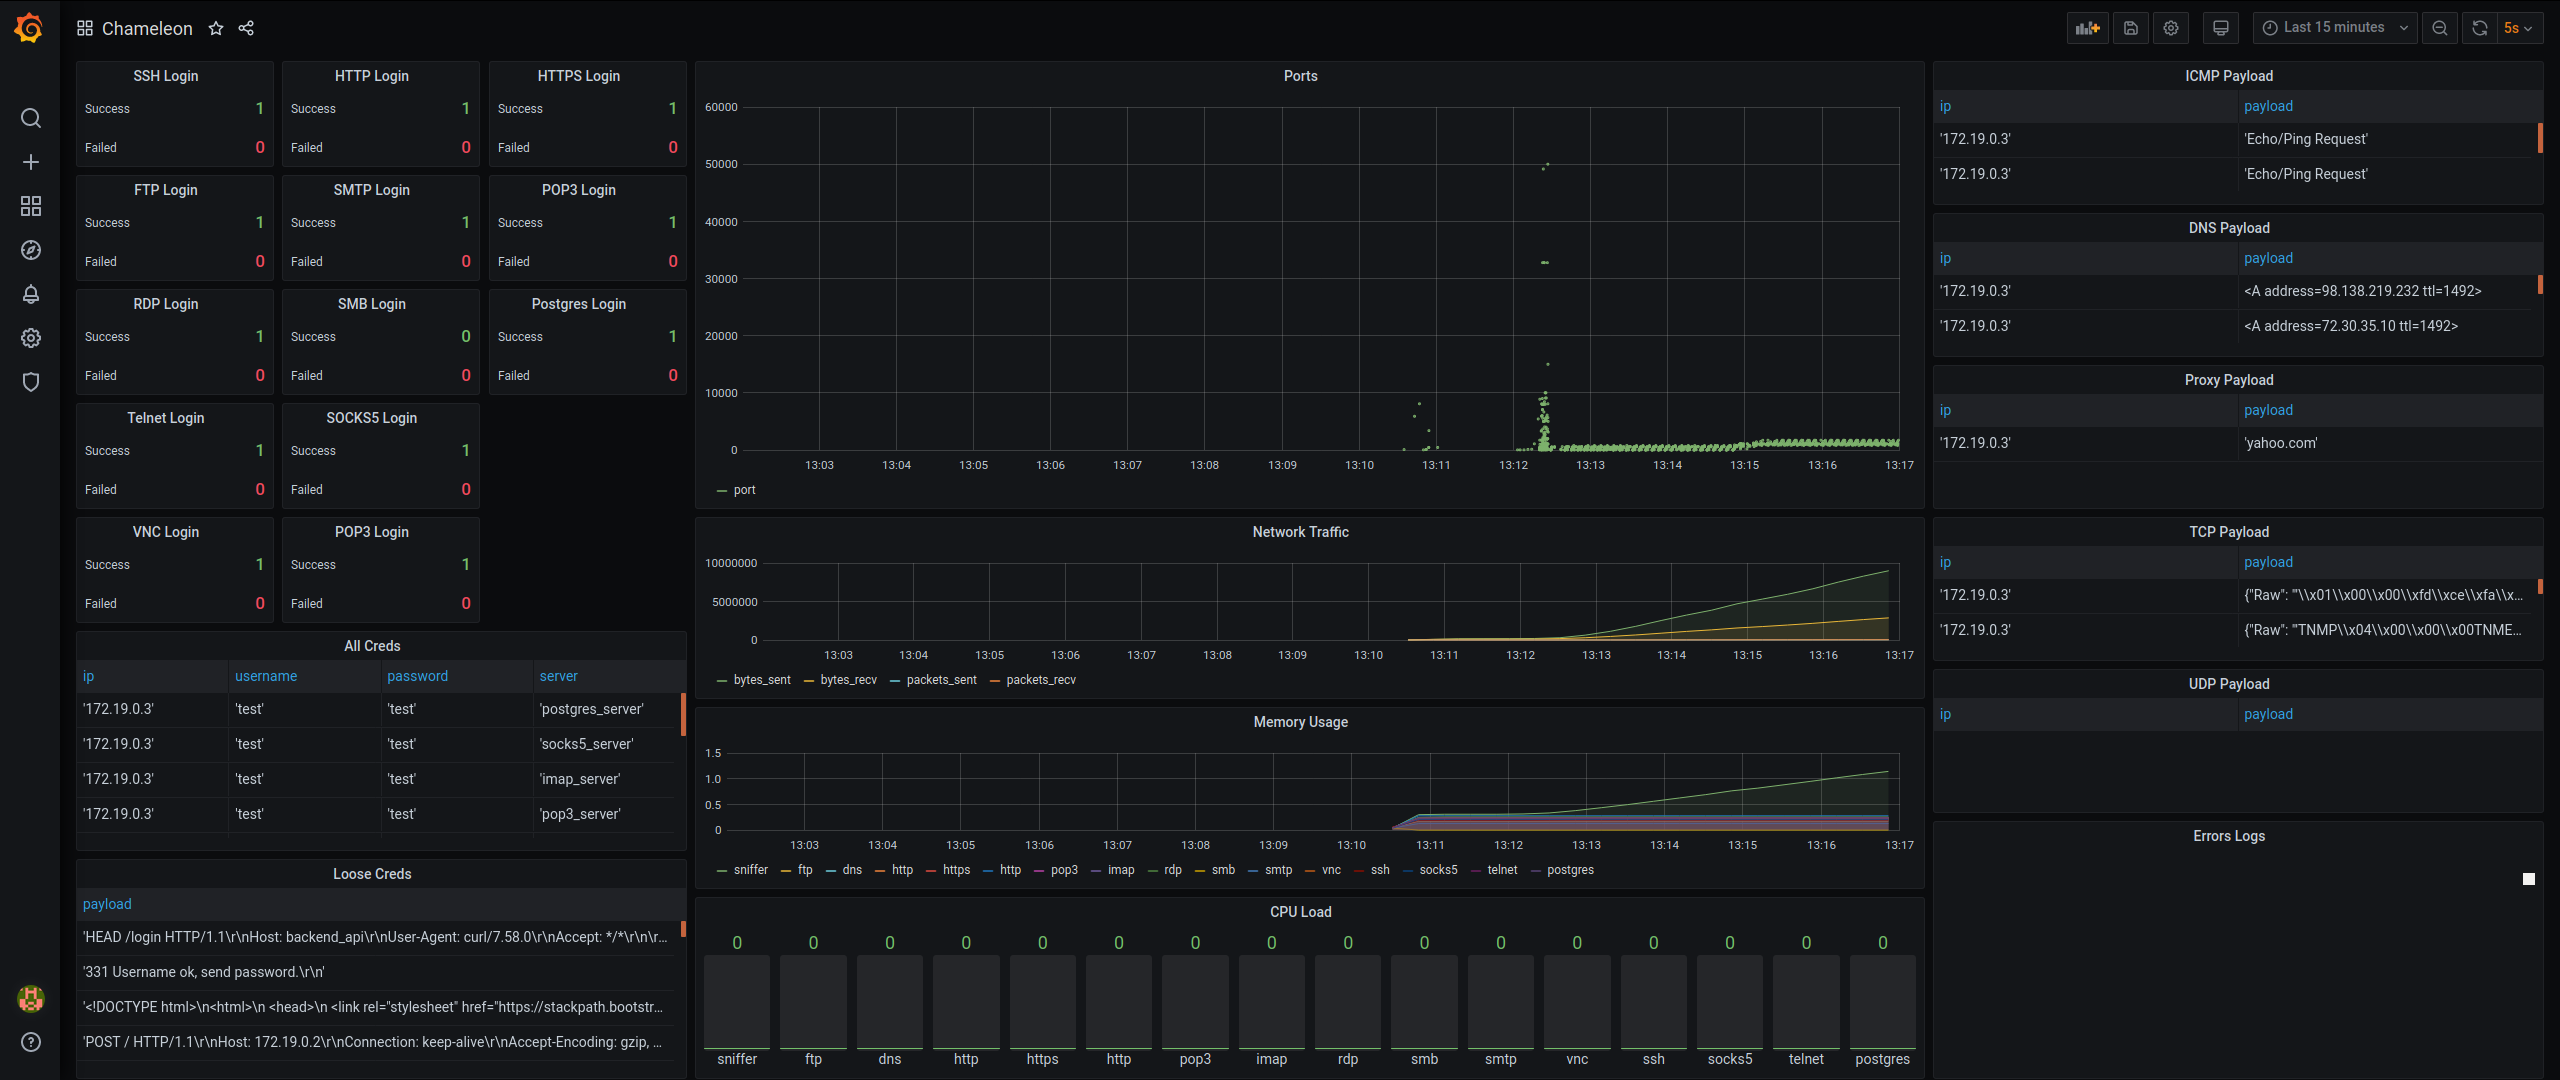 Chameleon
Last 15 minutes
5s
SSH Login
Success 1
Failed 0
HTTP Login
Success 1
Failed 0
HTTPS Login
Success 1
Failed 0
FTP Login
Success 1
Failed 0
SMTP Login
Success 1
Failed 0
POP3 Login
Success 1
Failed 0
RDP Login
Success 1
Failed 0
SMB Login
Success 0
Failed 0
Postgres Login
Success 1
Failed 0
Telnet Login
Success 1
Failed 0
SOCKS5 Login
Success 1
Failed 0
VNC Login
Success 1
Failed 0
POP3 Login
Success 1
Failed 0
All Creds
ip username password server
'172.19.0.3' 'test' 'test' 'postgres_server'
'172.19.0.3' 'test' 'test' 'socks5_server'
'172.19.0.3' 'test' 'test' 'imap_server'
'172.19.0.3' 'test' 'test' 'pop3_server'
Loose Creds
payload
'HEAD /login HTTP/1.1\r\nHost: backend_api\r\nUser-Agent: curl/7.58.0\r\nAccept: */*\r\n\r...
'331 Username ok, send password.\r\n'
'<!DOCTYPE html>\n<html>\n <head>\n <link rel="stylesheet" href="https://stackpath.bootstr...
'POST / HTTP/1.1\r\nHost: 172.19.0.2\r\nConnection: keep-alive\r\nAccept-Encoding: gzip, ...
Ports
60000
50000
40000
30000
20000
10000
0
13:03 13:04 13:05 13:06 13:07 13:08 13:09 13:10 13:11 13:12 13:13 13:14 13:15 13:16 13:17
port
Network Traffic
10000000
5000000
0
13:03 13:04 13:05 13:06 13:07 13:08 13:09 13:10 13:11 13:12 13:13 13:14 13:15 13:16 13:17
bytes_sent bytes_recv packets_sent packets_recv
Memory Usage
1.5
1.0
0.5
0
13:03 13:04 13:05 13:06 13:07 13:08 13:09 13:10 13:11 13:12 13:13 13:14 13:15 13:16 13:17
sniffer ftp dns http https http pop3 imap rdp smb smtp vnc ssh socks5 telnet postgres
CPU Load
0 0 0 0 0 0 0 0 0 0 0 0 0 0 0 0
sniffer ftp dns http https http pop3 imap rdp smb smtp vnc ssh socks5 telnet postgres
ICMP Payload
ip payload
'172.19.0.3' 'Echo/Ping Request'
'172.19.0.3' 'Echo/Ping Request'
DNS Payload
ip payload
'172.19.0.3' <A address=98.138.219.232 ttl=1492>
'172.19.0.3' <A address=72.30.35.10 ttl=1492>
Proxy Payload
ip payload
'172.19.0.3' 'yahoo.com'
TCP Payload
ip payload
'172.19.0.3' {"Raw": "'\\x01\\x00\\x00\\xfd\\xce\\xfa\\x...
'172.19.0.3' {"Raw": "'TNMP\\x04\\x00\\x00\\x00TNME...
UDP Payload
ip payload
Errors Logs